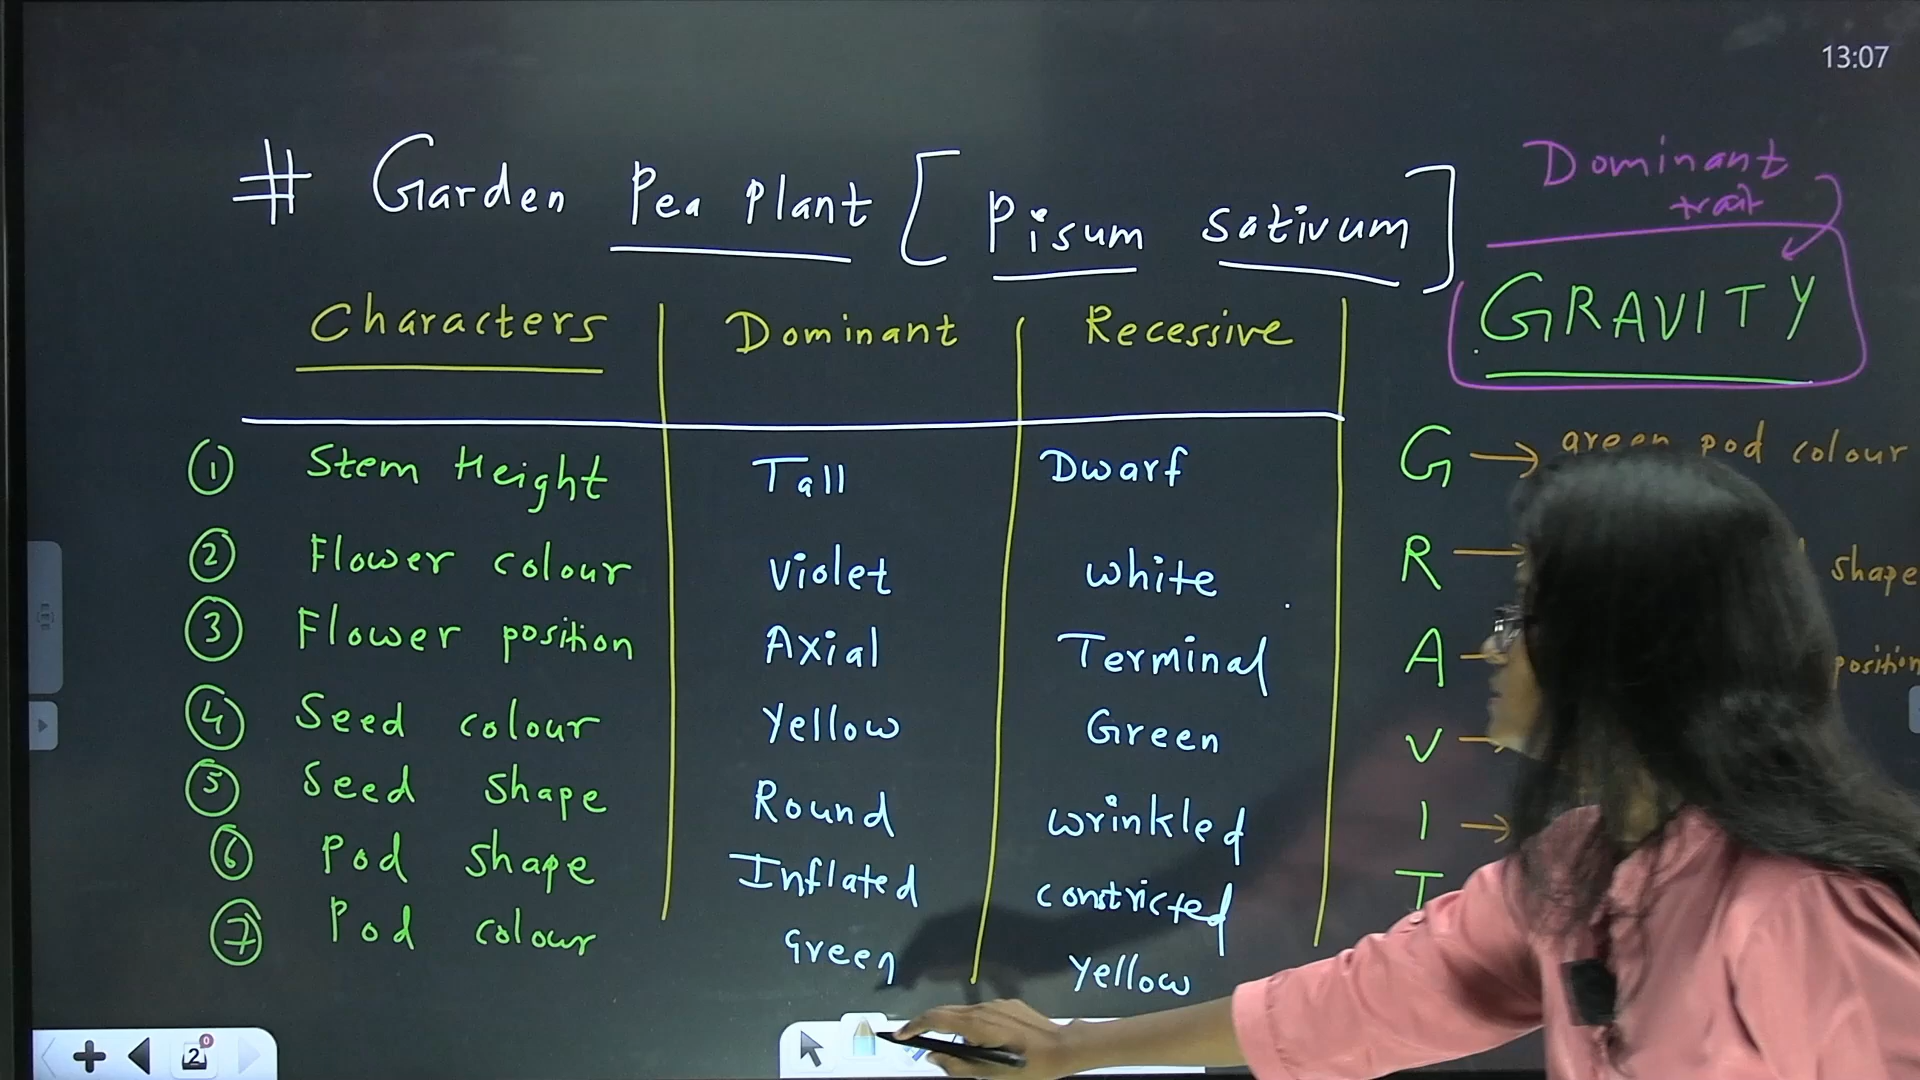 13:07
# Garden Pea Plant [Pisum sativum]
Dominant
trait
GRAVITY
Characters Dominant Recessive
① Stem Height Tall Dwarf
② Flower colour Violet White
③ Flower position Axial Terminal
④ Seed colour Yellow Green
⑤ Seed shape Round wrinkled
⑥ Pod shape Inflated constricted
⑦ Pod colour Green Yellow
G → green pod colour
R → shape
A position
V
I →
T
2
0